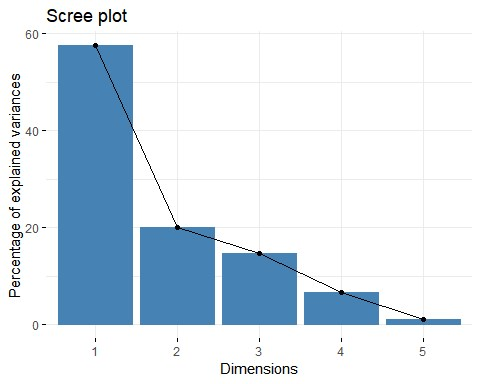 Scree plot
Percentage of explained variances
60
40
20
0
1 2 3 4 5
Dimensions